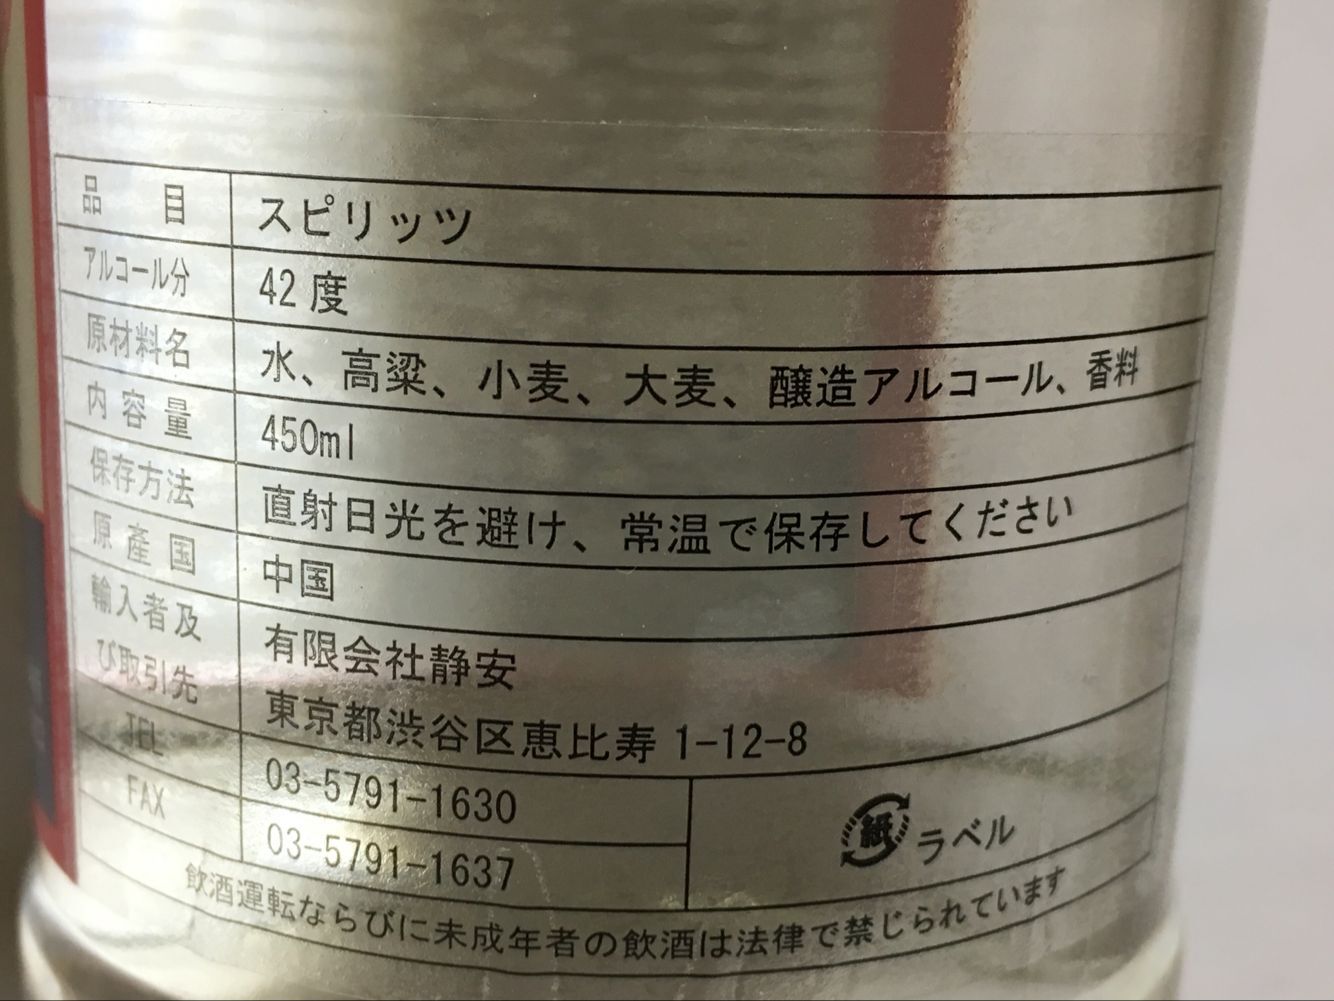 品目 スピリッツ
アルコール分 42度
原材料名 水、高粱、小麦、大麦、醸造アルコール、香料
内容量 450ml
保存方法 直射日光を避け、常温で保存してください
原産国 中国
輸入者及び取引先 有限会社静安
東京都渋谷区恵比寿1-12-8
TEL 03-5791-1630
FAX 03-5791-1637
紙 ラベル
飲酒運転ならびに未成年者の飲酒は法律で禁じられています